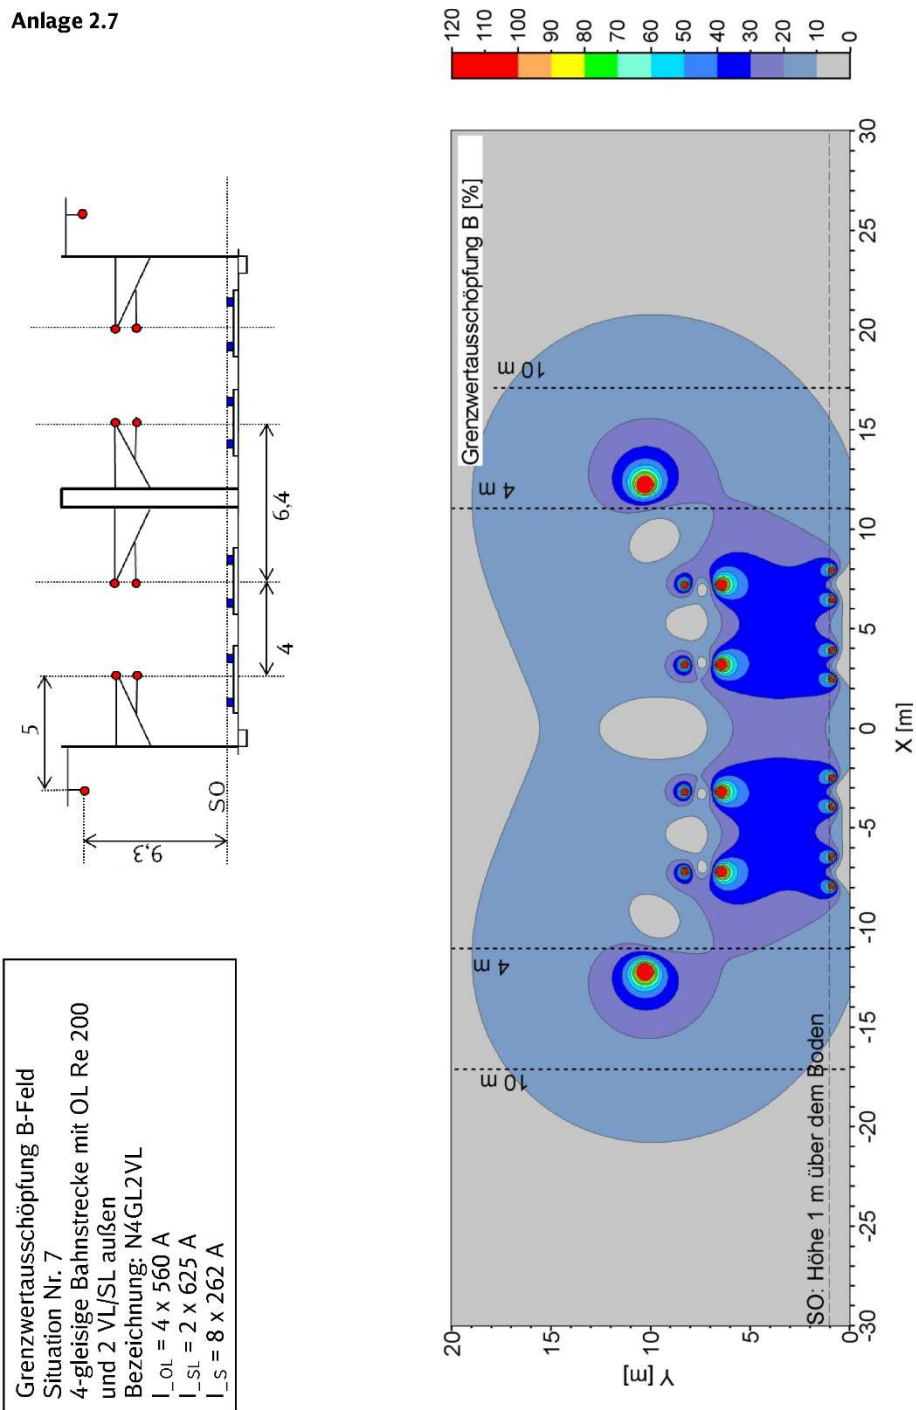 Anlage 2.7
Grenzwertausschöpfung B-Feld
Situation Nr. 7
4-gleisige Bahnstrecke mit OL Re 200
und 2 VL/SL außen
Bezeichnung: N4GL2VL
I_OL = 4 x 560 A
I_SL = 2 x 625 A
I_S = 8 x 262 A
5
9,3
SO
4
6,4
Grenzwertausschöpfung B [%]
10 m
4 m
4 m
10 m
SO: Höhe 1 m über dem Boden
Y [m]
20
10
0
-30
-25
-20
-15
-10
-5
0
5
10
15
20
25
30
X [m]
120
110
100
90
80
70
60
50
40
30
20
10
0